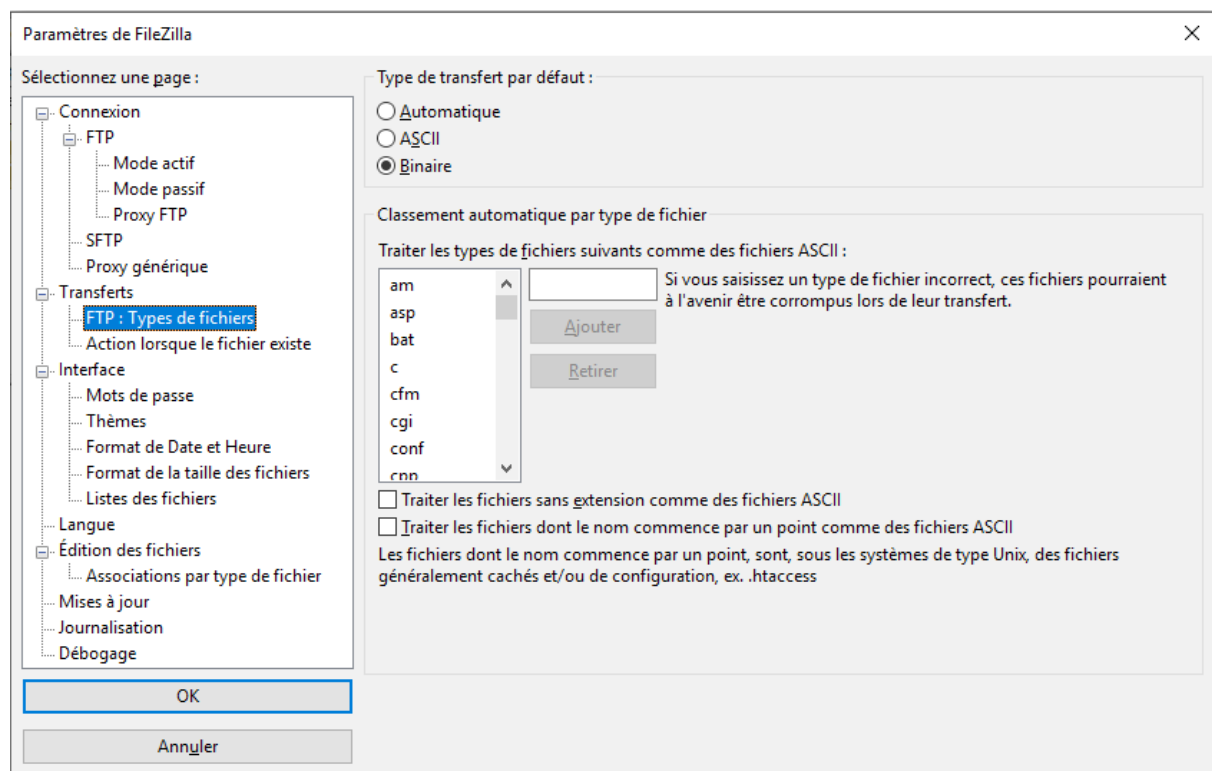 Paramètres de FileZilla
Sélectionnez une page :
Connexion
FTP
Mode actif
Mode passif
Proxy FTP
SFTP
Proxy générique
Transferts
FTP : Types de fichiers
Action lorsque le fichier existe
Interface
Mots de passe
Thèmes
Format de Date et Heure
Format de la taille des fichiers
Listes des fichiers
Langue
Édition des fichiers
Associations par type de fichier
Mises à jour
Journalisation
Débogage
OK
Annuler
Type de transfert par défaut :
Automatique
ASCII
Binaire
Classement automatique par type de fichier
Traiter les types de fichiers suivants comme des fichiers ASCII :
am
asp
bat
c
cfm
cgi
conf
cpp
Si vous saisissez un type de fichier incorrect, ces fichiers pourraient
à l'avenir être corrompus lors de leur transfert.
Ajouter
Retirer
Traiter les fichiers sans extension comme des fichiers ASCII
Traiter les fichiers dont le nom commence par un point comme des fichiers ASCII
Les fichiers dont le nom commence par un point, sont, sous les systèmes de type Unix, des fichiers
généralement cachés et/ou de configuration, ex. .htaccess